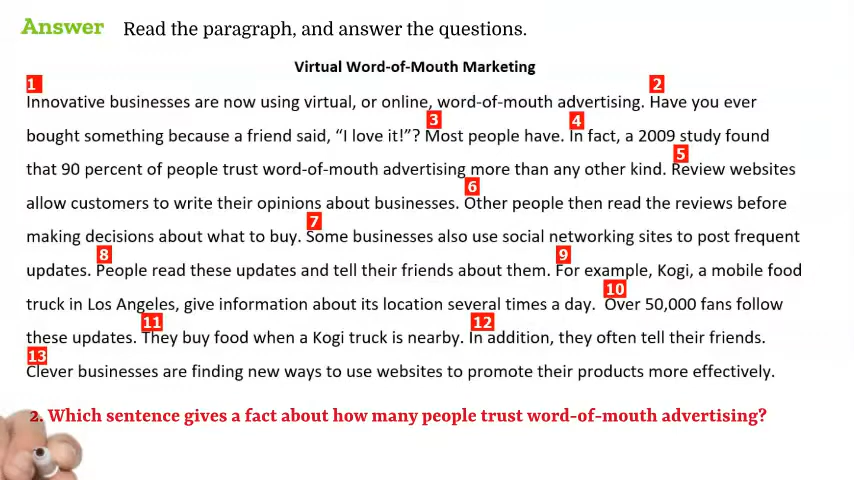 Answer Read the paragraph, and answer the questions.
Virtual Word-of-Mouth Marketing
1 2
Innovative businesses are now using virtual, or online, word-of-mouth advertising. Have you ever
3 4
bought something because a friend said, “I love it!”? Most people have. In fact, a 2009 study found
5
that 90 percent of people trust word-of-mouth advertising more than any other kind. Review websites
6
allow customers to write their opinions about businesses. Other people then read the reviews before
7
making decisions about what to buy. Some businesses also use social networking sites to post frequent
8 9
updates. People read these updates and tell their friends about them. For example, Kogi, a mobile food
10
truck in Los Angeles, give information about its location several times a day. Over 50,000 fans follow
11 12
these updates. They buy food when a Kogi truck is nearby. In addition, they often tell their friends.
13
Clever businesses are finding new ways to use websites to promote their products more effectively.
2. Which sentence gives a fact about how many people trust word-of-mouth advertising?